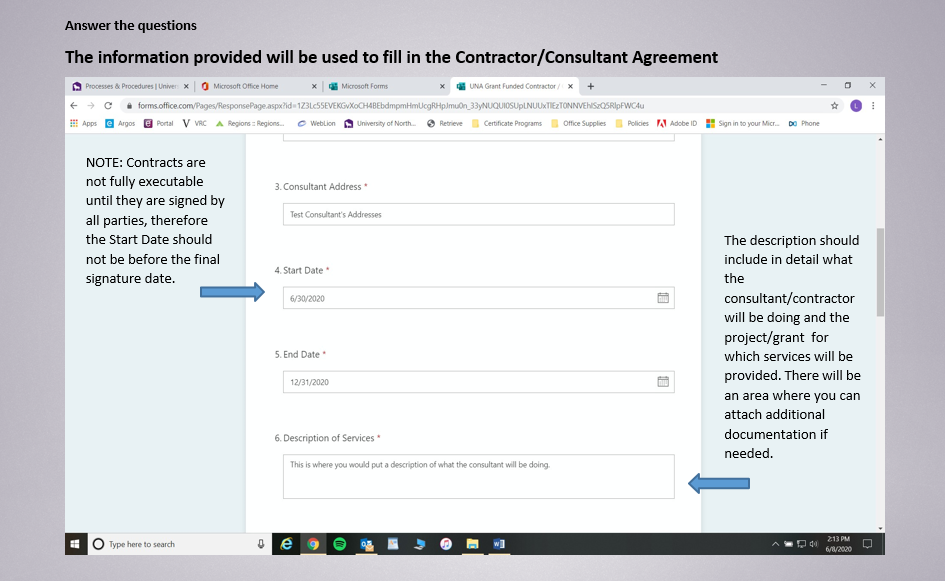 Answer the questions
The information provided will be used to fill in the Contractor/Consultant Agreement
Processes & Procedures | Univer
Microsoft Office Home
Microsoft Forms
UNA Grant Funded Contractor /
Apps
Argos
Portal
VRC
Regions :: Regions...
WebLion
University of North...
Retrieve
Certificate Programs
Office Supplies
Policies
Adobe ID
Sign in to your Micr...
Phone
NOTE: Contracts are
not fully executable
until they are signed by
all parties, therefore
the Start Date should
not be before the final
signature date.
3. Consultant Address *
Test Consultant's Addresses
4. Start Date *
6/30/2020
5. End Date *
12/31/2020
6. Description of Services *
This is where you would put a description of what the consultant will be doing.
The description should
include in detail what
the
consultant/contractor
will be doing and the
project/grant for
which services will be
provided. There will be
an area where you can
attach additional
documentation if
needed.
Type here to search
2:13 PM
6/8/2020